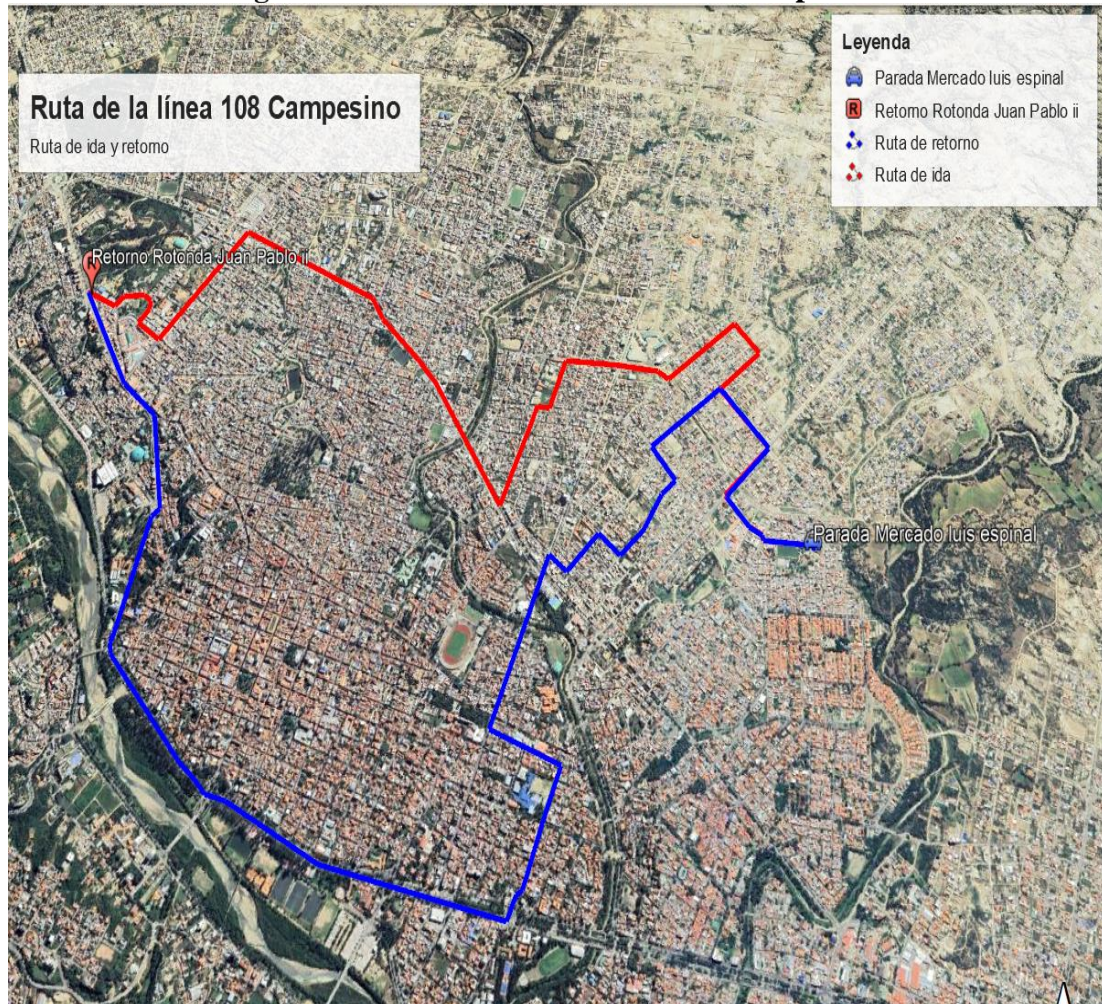 Ruta de la línea 108 Campesino
Ruta de ida y retorno
Leyenda
Parada Mercado luis espinal
R Retorno Rotonda Juan Pablo ii
Ruta de retorno
Ruta de ida
Retorno Rotonda Juan Pablo ii
Parada Mercado luis espinal